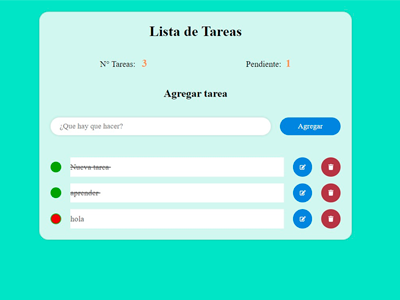 Lista de Tareas
N° Tareas: 3 Pendiente: 1
Agregar tarea
¿Que hay que hacer? Agregar
Nueva tarea
aprender
hola